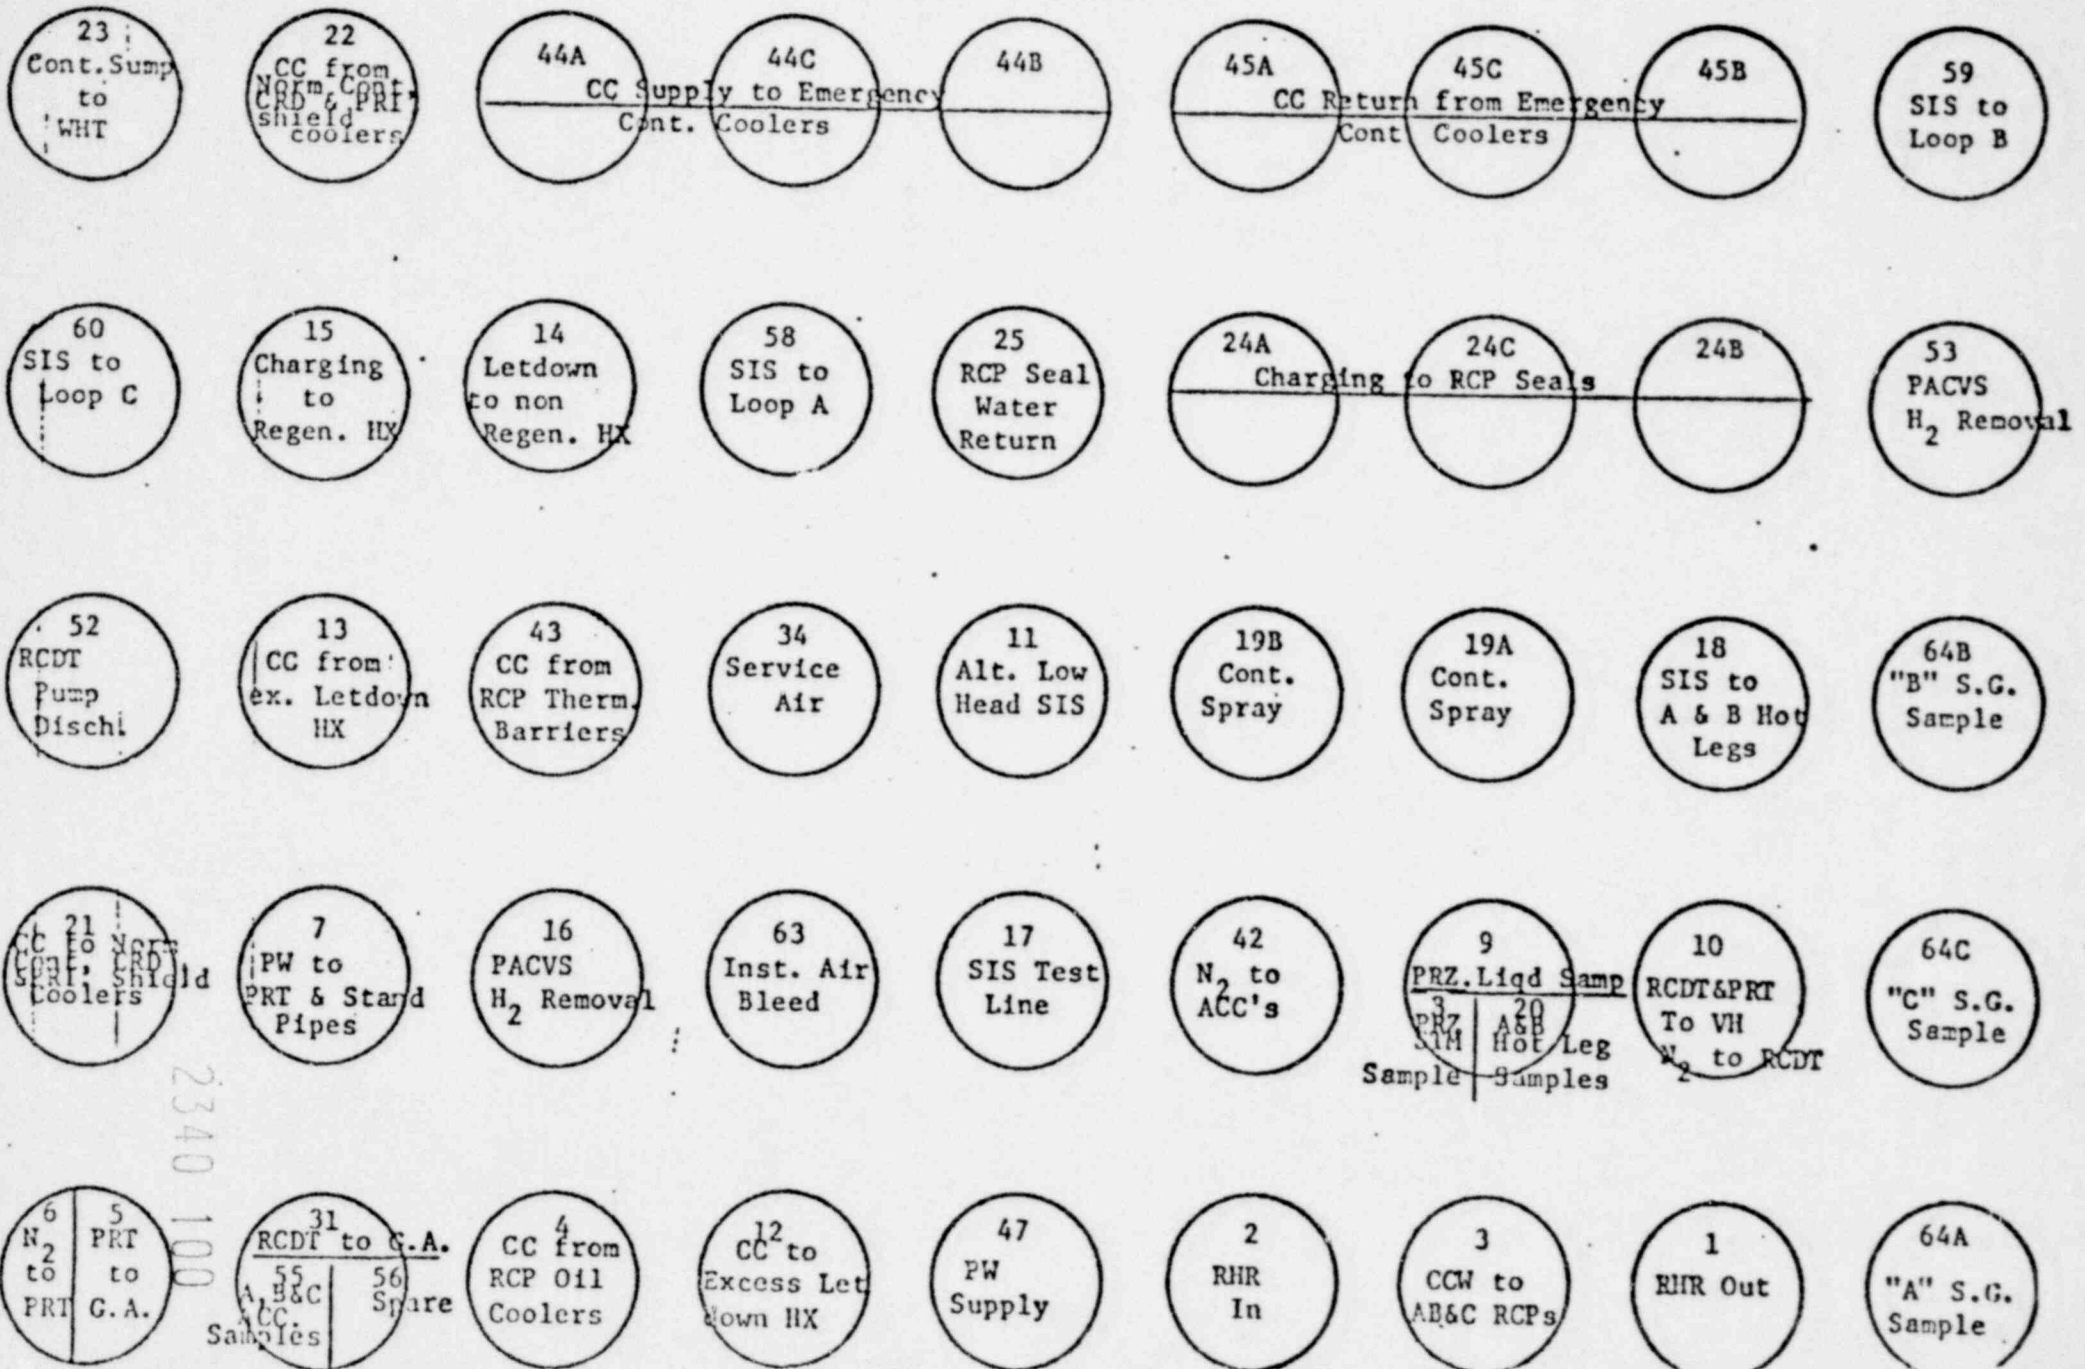 23
Cont. Sump
to
WHT
22
CC from
Norm Cont.
CRD & PRI
shield
coolers
44A
44C
44B
CC Supply to Emergency
Cont. Coolers
45A
45C
45B
CC Return from Emergency
Cont Coolers
59
SIS to
Loop B
60
SIS to
Loop C
15
Charging
to
Regen. HX
14
Letdown
to non
Regen. HX
58
SIS to
Loop A
25
RCP Seal
Water
Return
24A
24C
24B
Charging to RCP Seals
53
PACVS
H2 Removal
52
RCDT
Pump
Disch
13
CC from
ex. Letdown
HX
43
CC from
RCP Therm.
Barriers
34
Service
Air
11
Alt. Low
Head SIS
19B
Cont.
Spray
19A
Cont.
Spray
18
SIS to
A & B Hot
Legs
64B
"B" S.G.
Sample
21
CC to Norm
Cont, CRD
Shield
Coolers
7
PW to
PRT & Stand
Pipes
16
PACVS
H2 Removal
63
Inst. Air
Bleed
17
SIS Test
Line
42
N2 to
ACC's
9
PRZ. Liqd Samp
PRZ
STM
Sample
20
A&B
Hot Leg
Samples
10
RCDT&PRT
To VH
N2 to RCDT
64C
"C" S.G.
Sample
6
N2
to
PRT
5
PRT
to
G.A.
31
RCDT to G.A.
55
A,B&C
ACC.
Samples
56
Spare
4
CC from
RCP Oil
Coolers
12
CC to
Excess Let
down HX
47
PW
Supply
2
RHR
In
3
CCW to
AB&C RCPs
1
RHR Out
64A
"A" S.G.
Sample
2340 100